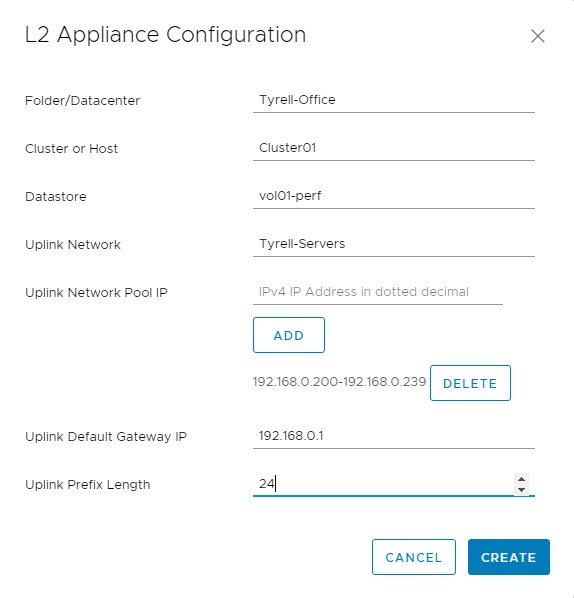 L2 Appliance Configuration
Folder/Datacenter Tyrell-Office
Cluster or Host Cluster01
Datastore vol01-perf
Uplink Network Tyrell-Servers
Uplink Network Pool IP IPv4 IP Address in dotted decimal
ADD
192.168.0.200-192.168.0.239 DELETE
Uplink Default Gateway IP 192.168.0.1
Uplink Prefix Length 24
CANCEL CREATE